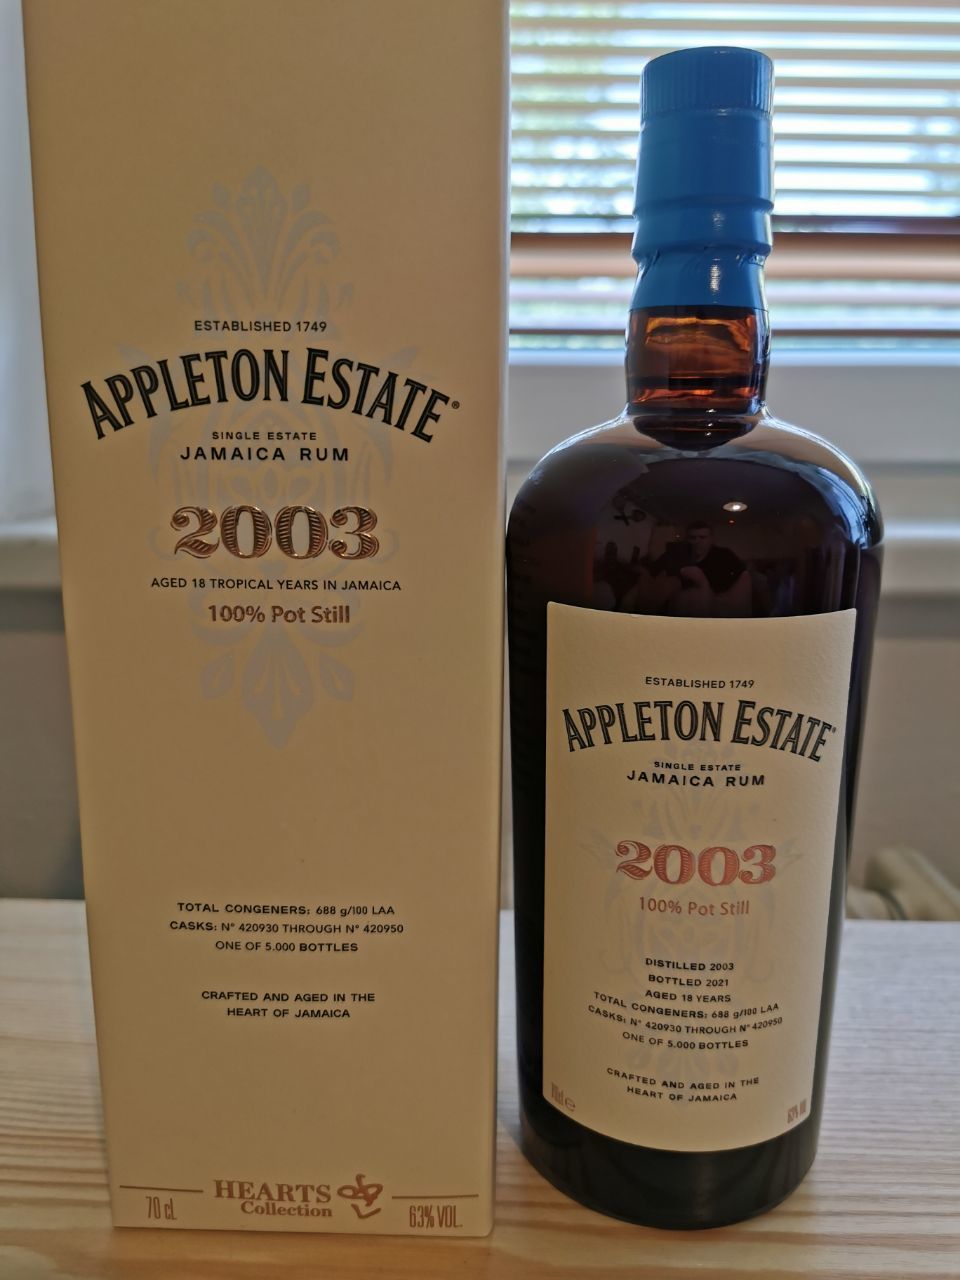 ESTABLISHED 1749
APPLETON ESTATE®
SINGLE ESTATE
JAMAICA RUM
2003
AGED 18 TROPICAL YEARS IN JAMAICA
100% Pot Still
TOTAL CONGENERS: 688 g/100 LAA
CASKS: N° 420930 THROUGH N° 420950
ONE OF 5.000 BOTTLES
CRAFTED AND AGED IN THE
HEART OF JAMAICA
HEARTS
Collection
70 cL
63% VOL.
ESTABLISHED 1749
APPLETON ESTATE®
SINGLE ESTATE
JAMAICA RUM
2003
100% Pot Still
DISTILLED 2003
BOTTLED 2021
AGED 18 YEARS
TOTAL CONGENERS: 688 g/100 LAA
CASKS: N° 420930 THROUGH N° 420950
ONE OF 5.000 BOTTLES
CRAFTED AND AGED IN THE
HEART OF JAMAICA